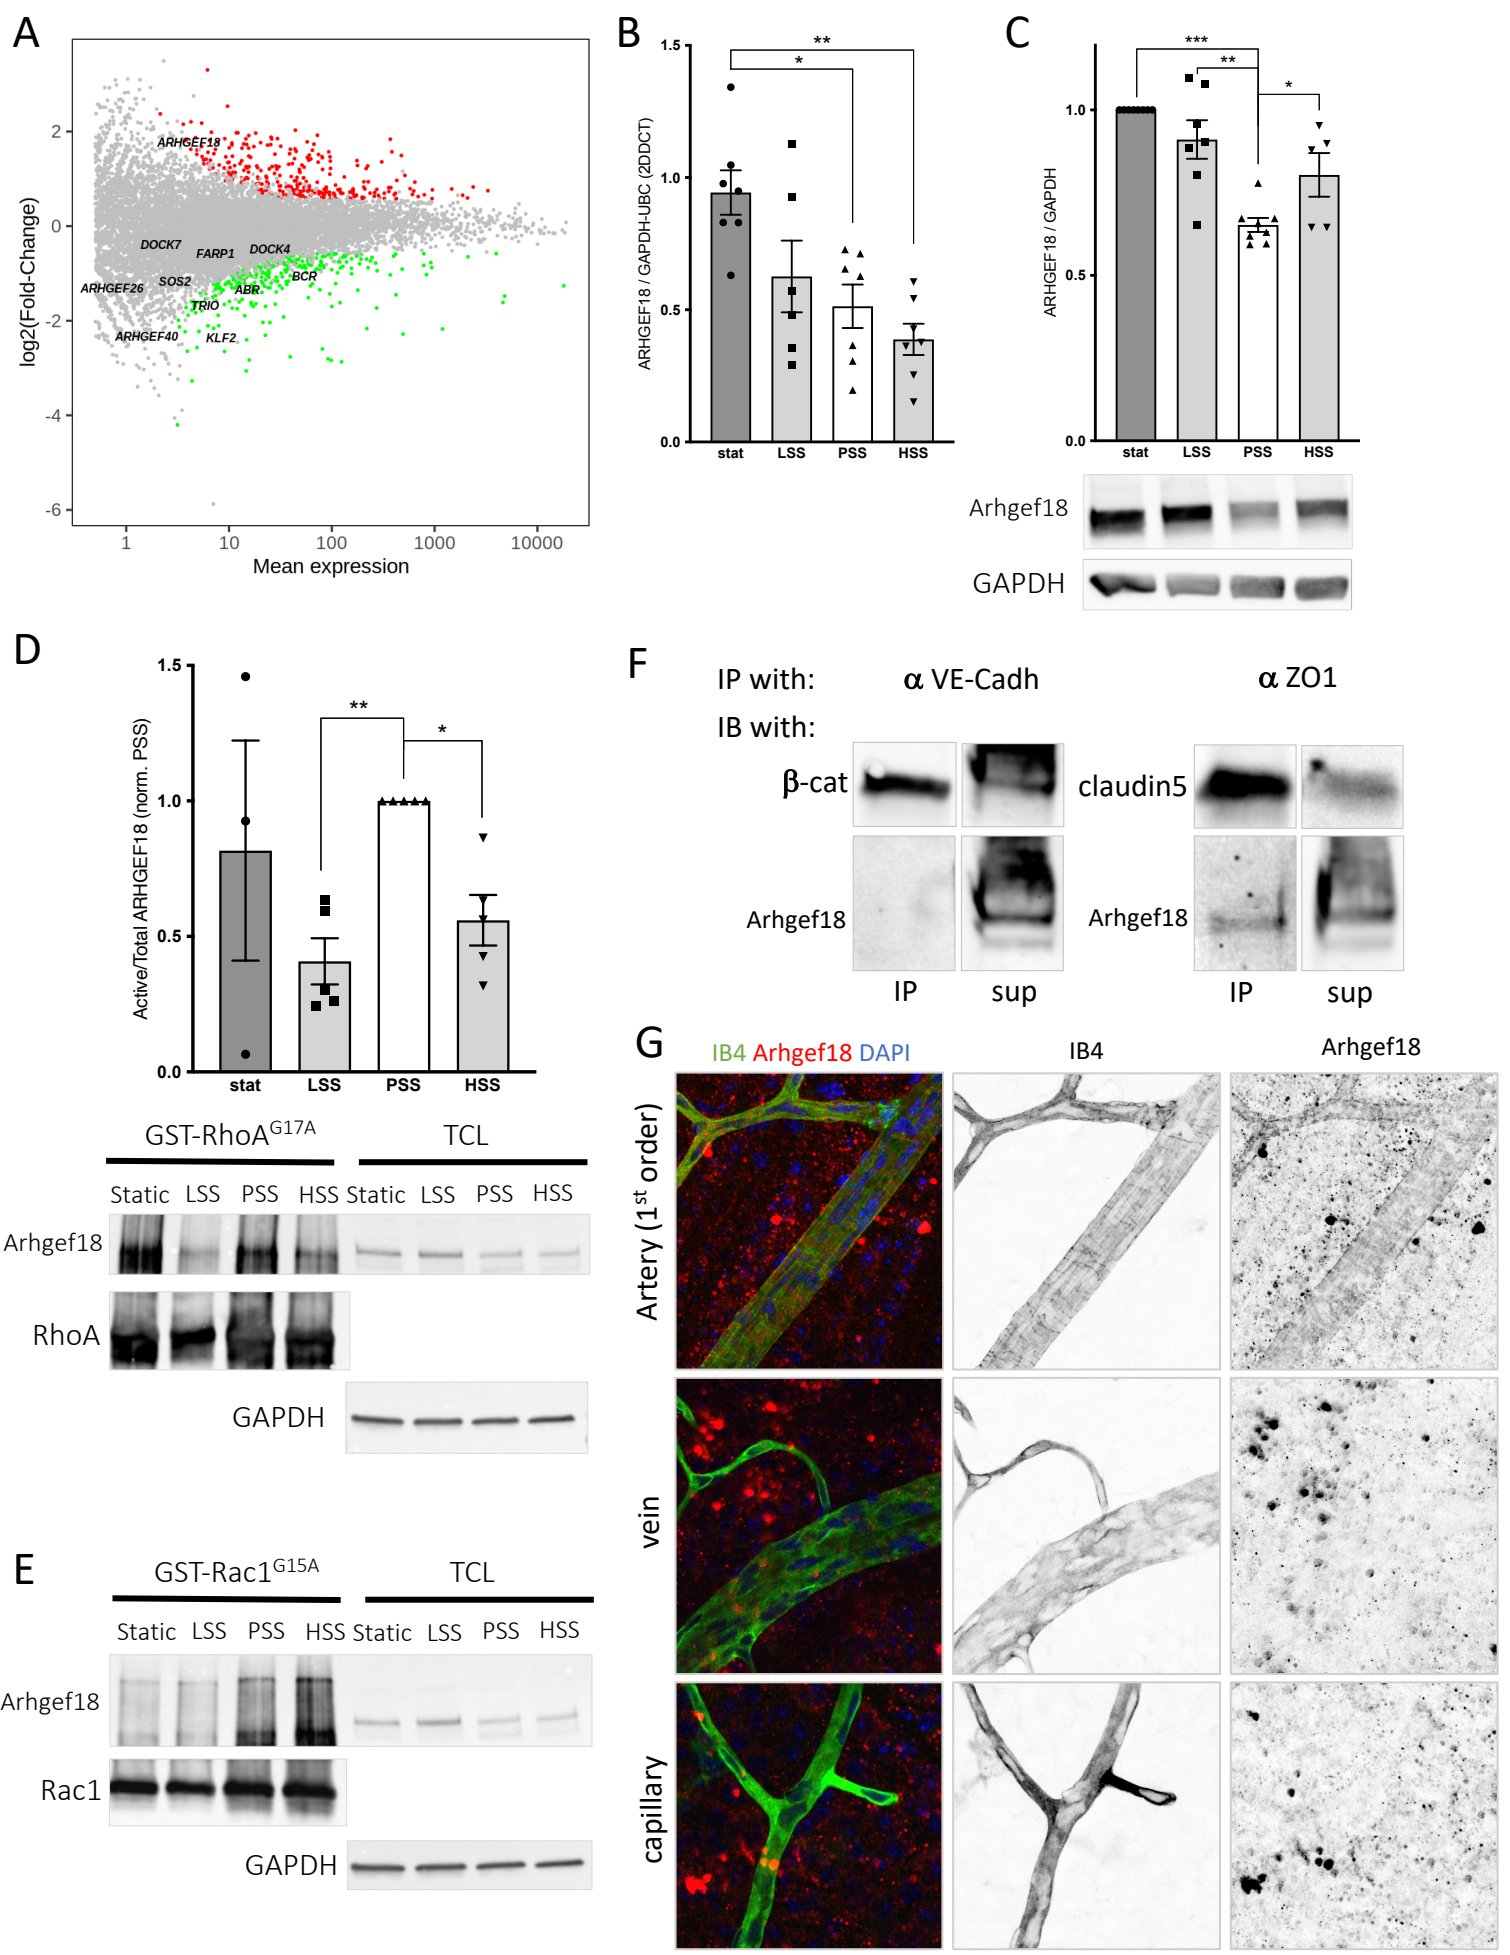 A
log2(Fold-Change)
2
0
-2
-4
-6
ARHGEF18
DOCK7
FARP1
DOCK4
ARHGEF26
SOS2
ABR
BCR
TRIO
ARHGEF40
KLF2
1
10
100
1000
10000
Mean expression
B
ARHGEF18 / GAPDH-UBC (2DDCT)
1.5
1.0
0.5
0.0
**
*
stat
LSS
PSS
HSS
C
ARHGEF18 / GAPDH
1.0
0.5
0.0
***
**
*
stat
LSS
PSS
HSS
Arhgef18
GAPDH
D
Active/Total ARHGEF18 (norm. PSS)
1.5
1.0
0.5
0.0
**
*
stat
LSS
PSS
HSS
GST-RhoA^G17A TCL
Static LSS PSS HSS Static LSS PSS HSS
Arhgef18
RhoA
GAPDH
E
GST-Rac1^G15A TCL
Static LSS PSS HSS Static LSS PSS HSS
Arhgef18
Rac1
GAPDH
F
IP with: α VE-Cadh α ZO1
IB with:
β-cat
claudin5
Arhgef18
Arhgef18
IP sup IP sup
G
IB4 Arhgef18 DAPI
IB4
Arhgef18
Artery (1st order)
vein
capillary